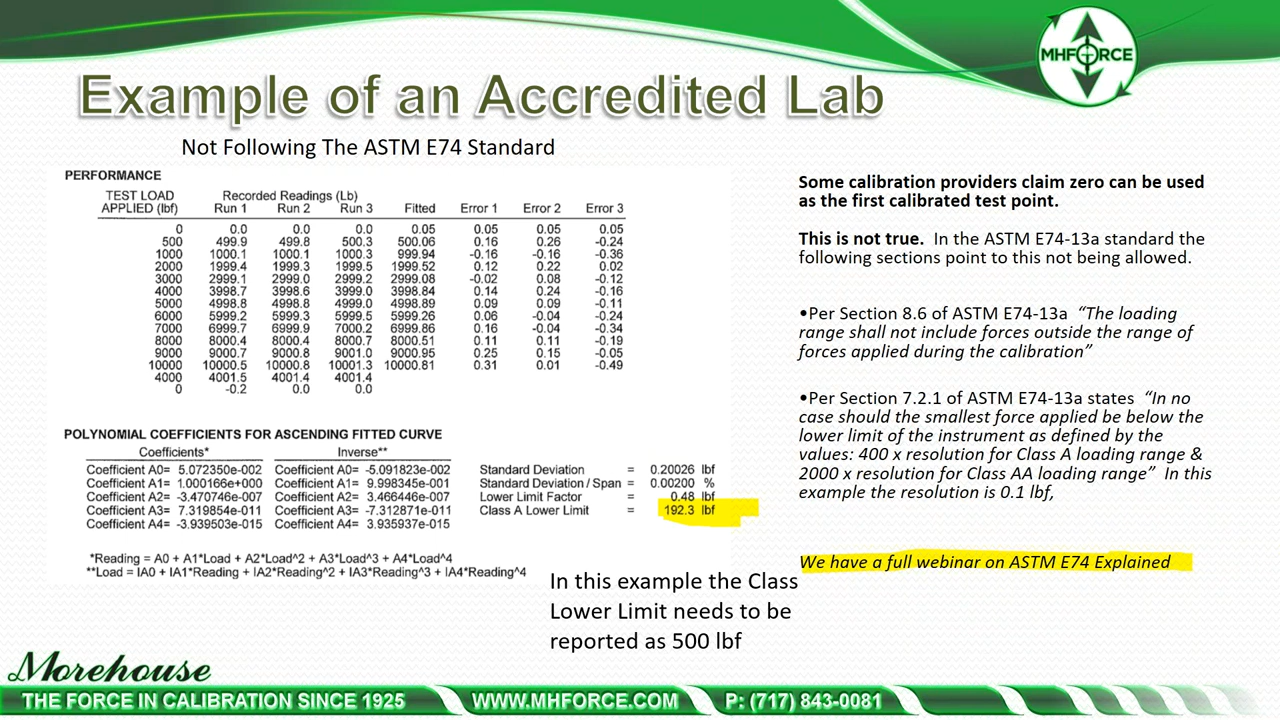 MHFORCE
Example of an Accredited Lab
Not Following The ASTM E74 Standard
PERFORMANCE
TEST LOAD Recorded Readings (Lb)
APPLIED (lbf) Run 1 Run 2 Run 3 Fitted Error 1 Error 2 Error 3
0 0.0 0.0 0.0 0.05 0.05 0.05 0.05
500 499.9 499.8 500.3 500.06 0.16 0.26 -0.24
1000 1000.1 1000.1 1000.3 999.94 -0.16 -0.16 -0.36
2000 1999.4 1999.3 1999.5 1999.52 0.12 0.22 0.02
3000 2999.1 2999.0 2999.2 2999.08 -0.02 0.08 -0.12
4000 3998.7 3998.6 3999.0 3998.84 0.14 0.24 -0.16
5000 4998.8 4998.8 4999.0 4998.89 0.09 0.09 -0.11
6000 5999.2 5999.3 5999.5 5999.26 0.06 -0.04 -0.24
7000 6999.7 6999.9 7000.2 6999.86 0.16 -0.04 -0.34
8000 8000.4 8000.4 8000.7 8000.51 0.11 0.11 -0.19
9000 9000.7 9000.8 9001.0 9000.95 0.25 0.15 -0.05
10000 10000.5 10000.8 10001.3 10000.81 0.31 0.01 -0.49
4000 4001.5 4001.4 4001.4
0 -0.2 0.0 0.0
POLYNOMIAL COEFFICIENTS FOR ASCENDING FITTED CURVE
Coefficients* Inverse**
Coefficient A0= 5.072350e-002 Coefficient A0= -5.091823e-002 Standard Deviation = 0.20026 lbf
Coefficient A1= 1.000166e+000 Coefficient A1= 9.998345e-001 Standard Deviation / Span = 0.00200 %
Coefficient A2= -3.470746e-007 Coefficient A2= 3.466446e-007 Lower Limit Factor = 0.48 lbf
Coefficient A3= 7.319854e-011 Coefficient A3= -7.312871e-011 Class A Lower Limit = 192.3 lbf
Coefficient A4= -3.939503e-015 Coefficient A4= 3.935937e-015
*Reading = A0 + A1*Load + A2*Load^2 + A3*Load^3 + A4*Load^4
**Load = IA0 + IA1*Reading + IA2*Reading^2 + IA3*Reading^3 + IA4*Reading^4
In this example the Class
Lower Limit needs to be
reported as 500 lbf
Some calibration providers claim zero can be used
as the first calibrated test point.
This is not true. In the ASTM E74-13a standard the
following sections point to this not being allowed.
•Per Section 8.6 of ASTM E74-13a “The loading
range shall not include forces outside the range of
forces applied during the calibration”
•Per Section 7.2.1 of ASTM E74-13a states “In no
case should the smallest force applied be below the
lower limit of the instrument as defined by the
values: 400 x resolution for Class A loading range &
2000 x resolution for Class AA loading range” In this
example the resolution is 0.1 lbf,
We have a full webinar on ASTM E74 Explained
Morehouse
THE FORCE IN CALIBRATION SINCE 1925 WWW.MHFORCE.COM P: (717) 843-0081